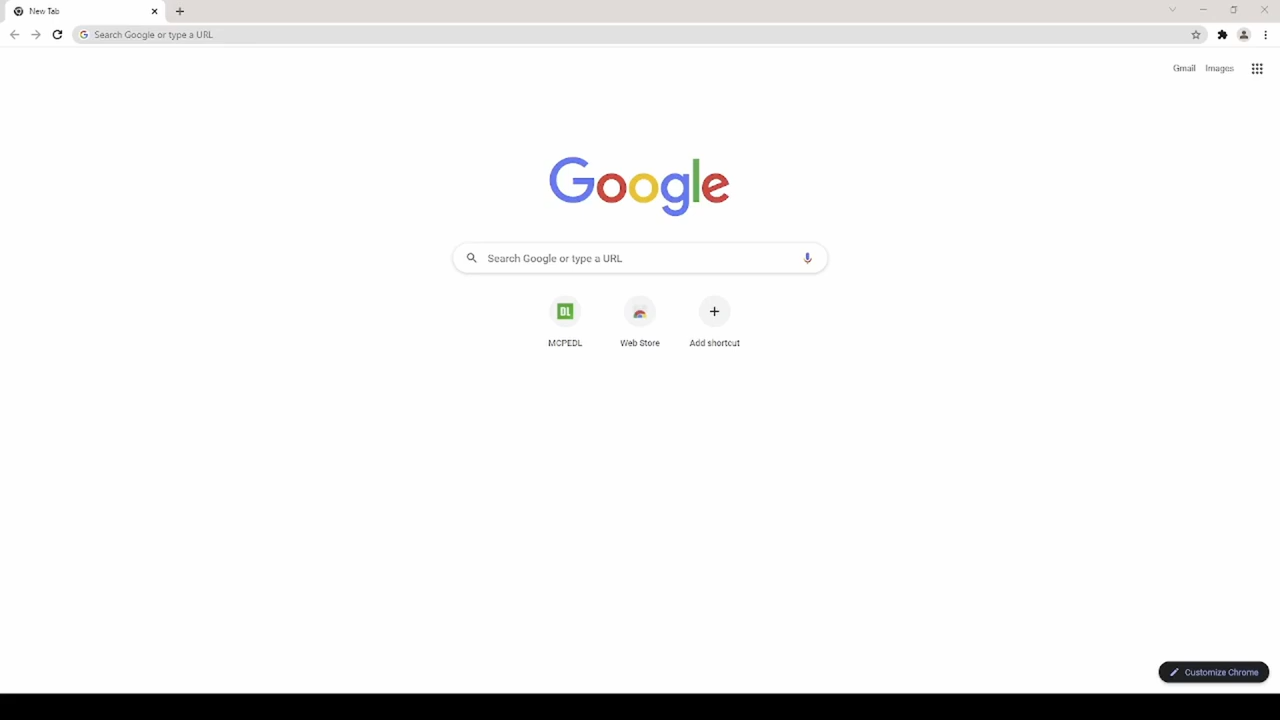 New Tab
Search Google or type a URL
Gmail Images
Google
Search Google or type a URL
DL
MCPEDL Web Store Add shortcut
Customize Chrome